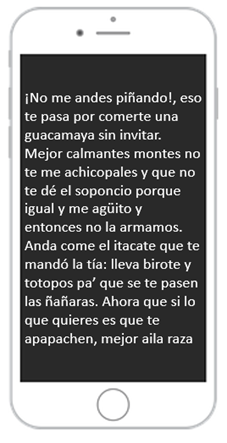 ¡No me andes piñando!, eso
te pasa por comerte una
guacamaya sin invitar.
Mejor calmantes montes no
te me achicopales y que no
te dé el soponcio porque
igual y me agüito y
entonces no la armamos.
Anda come el itacate que te
mandó la tía: lleva birote y
totopos pa’ que se te pasen
las ñañaras. Ahora que si lo
que quieres es que te
apapachen, mejor aila raza